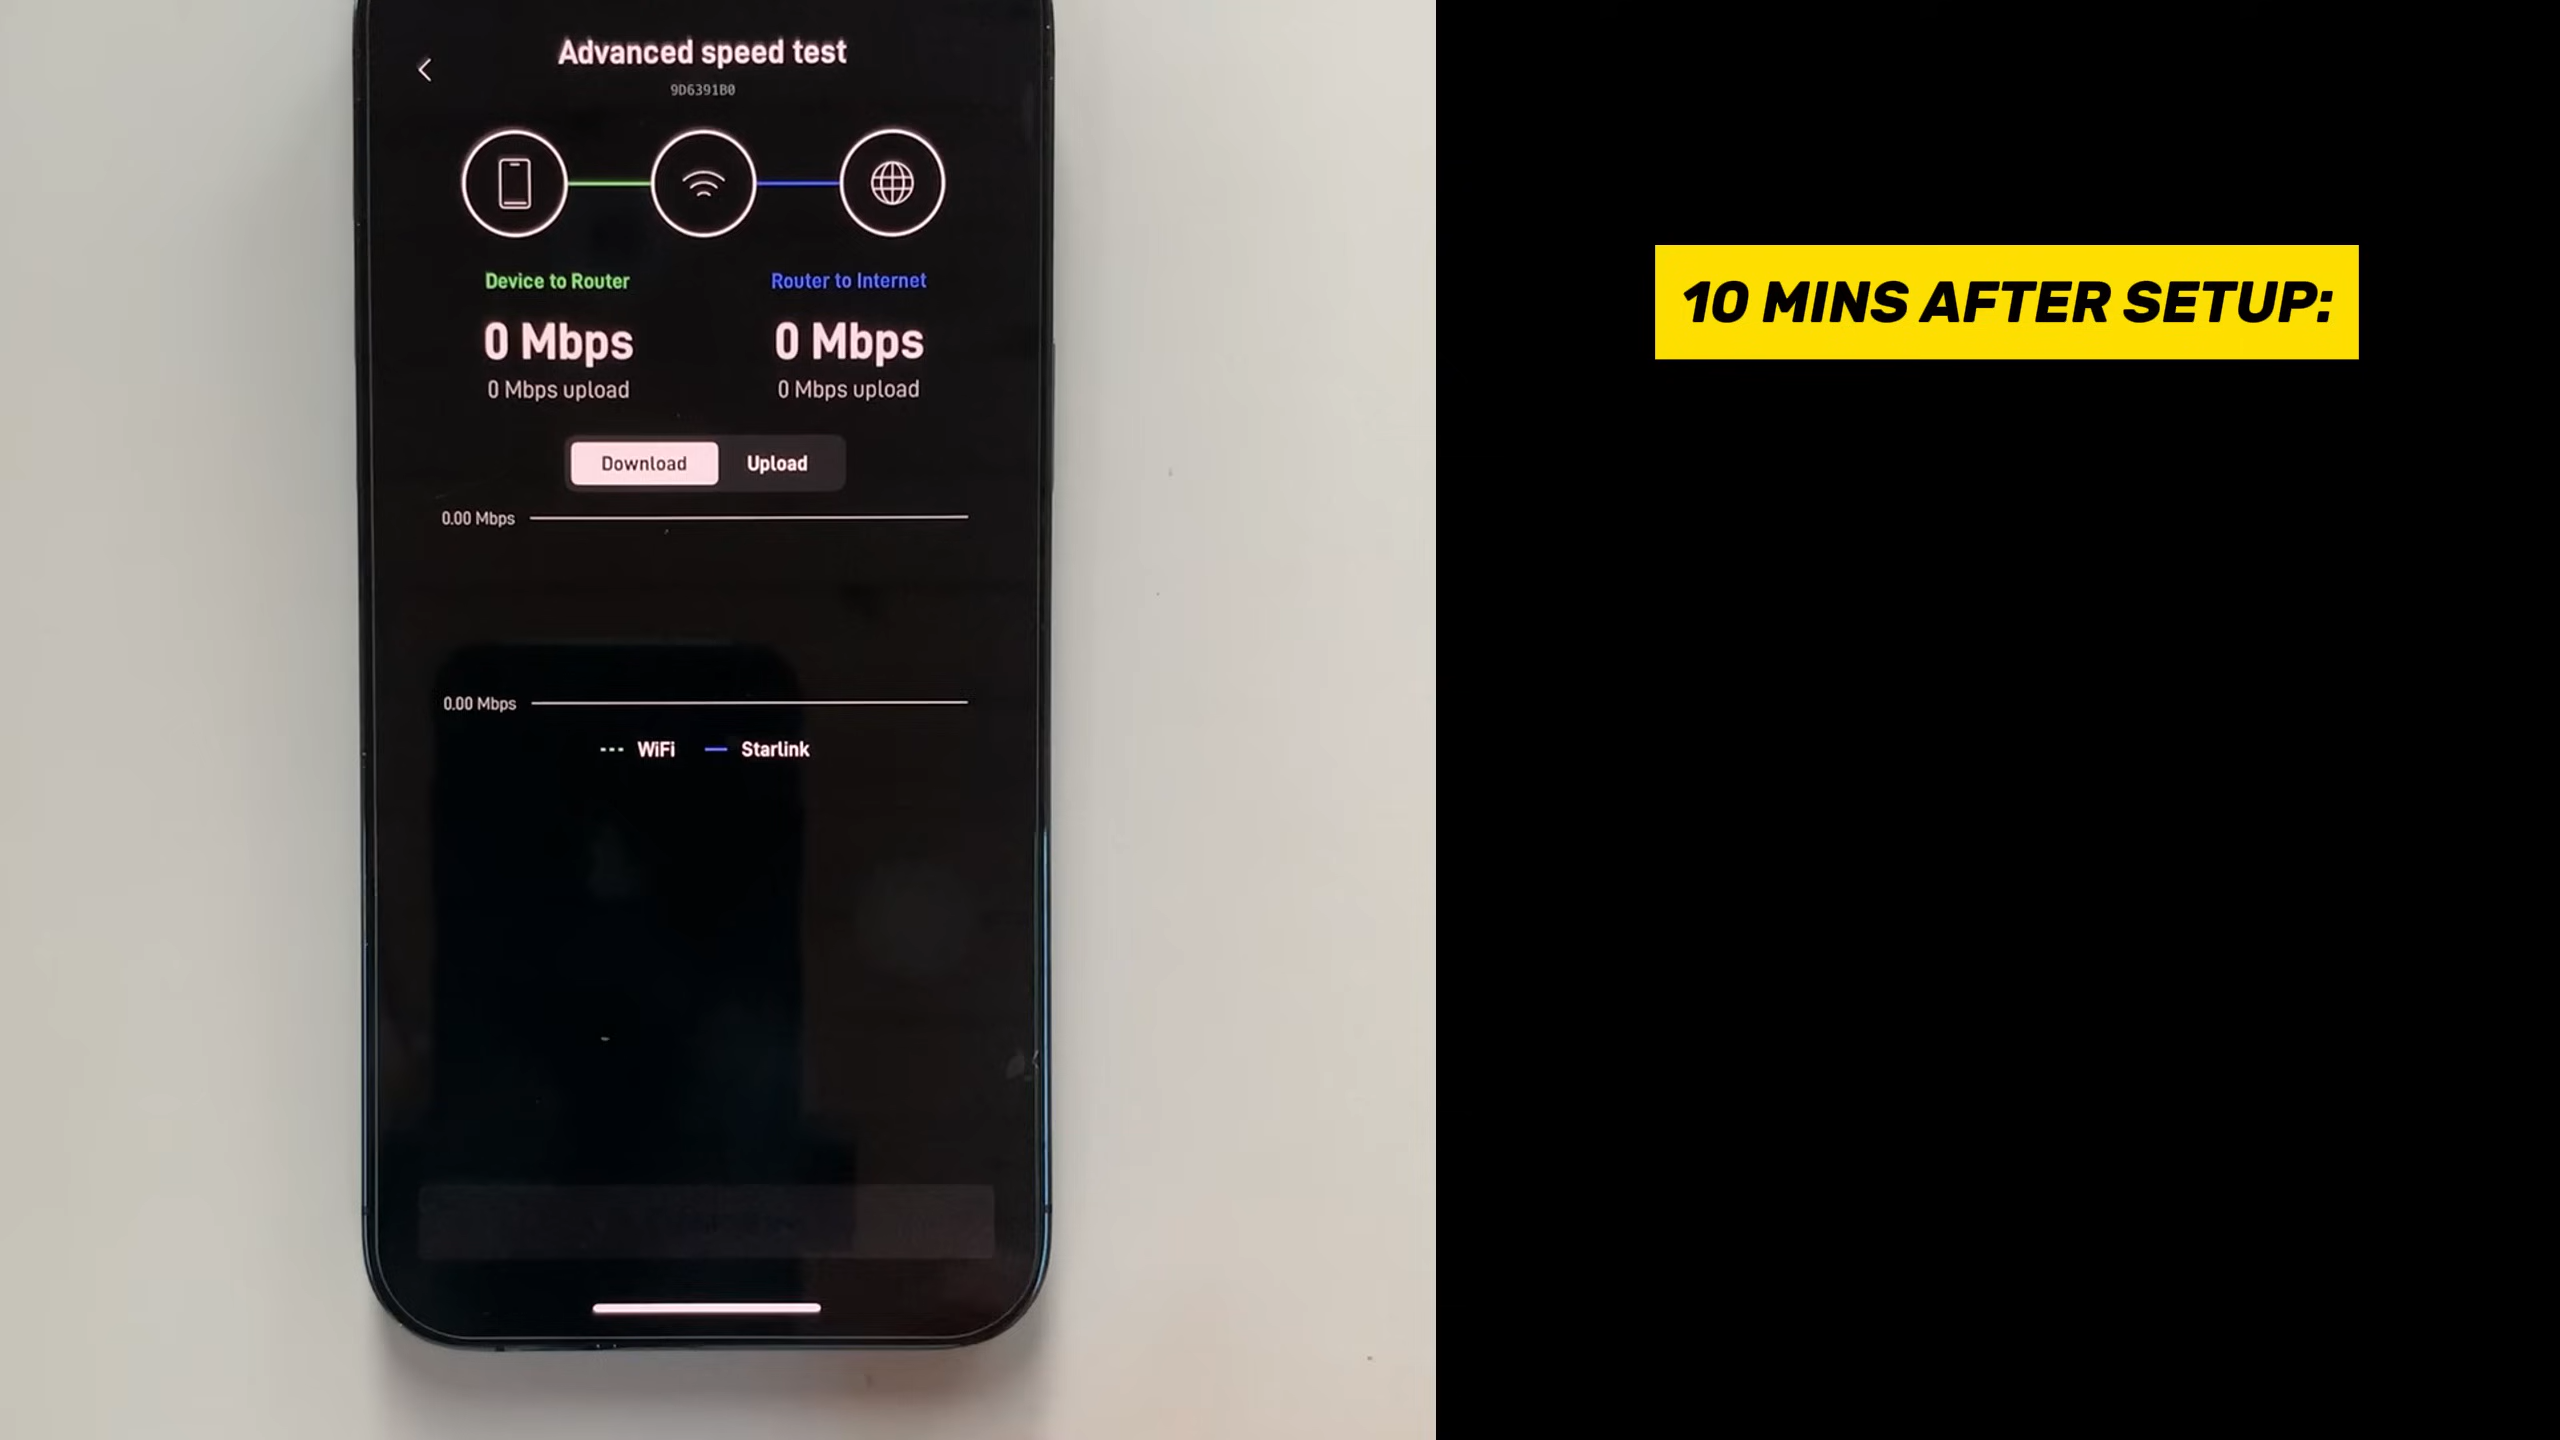 Advanced speed test
9D6391B0
Device to Router
Router to Internet
0 Mbps
0 Mbps
0 Mbps upload
0 Mbps upload
Download
Upload
0.00 Mbps
0.00 Mbps
WiFi
Starlink
10 MINS AFTER SETUP: